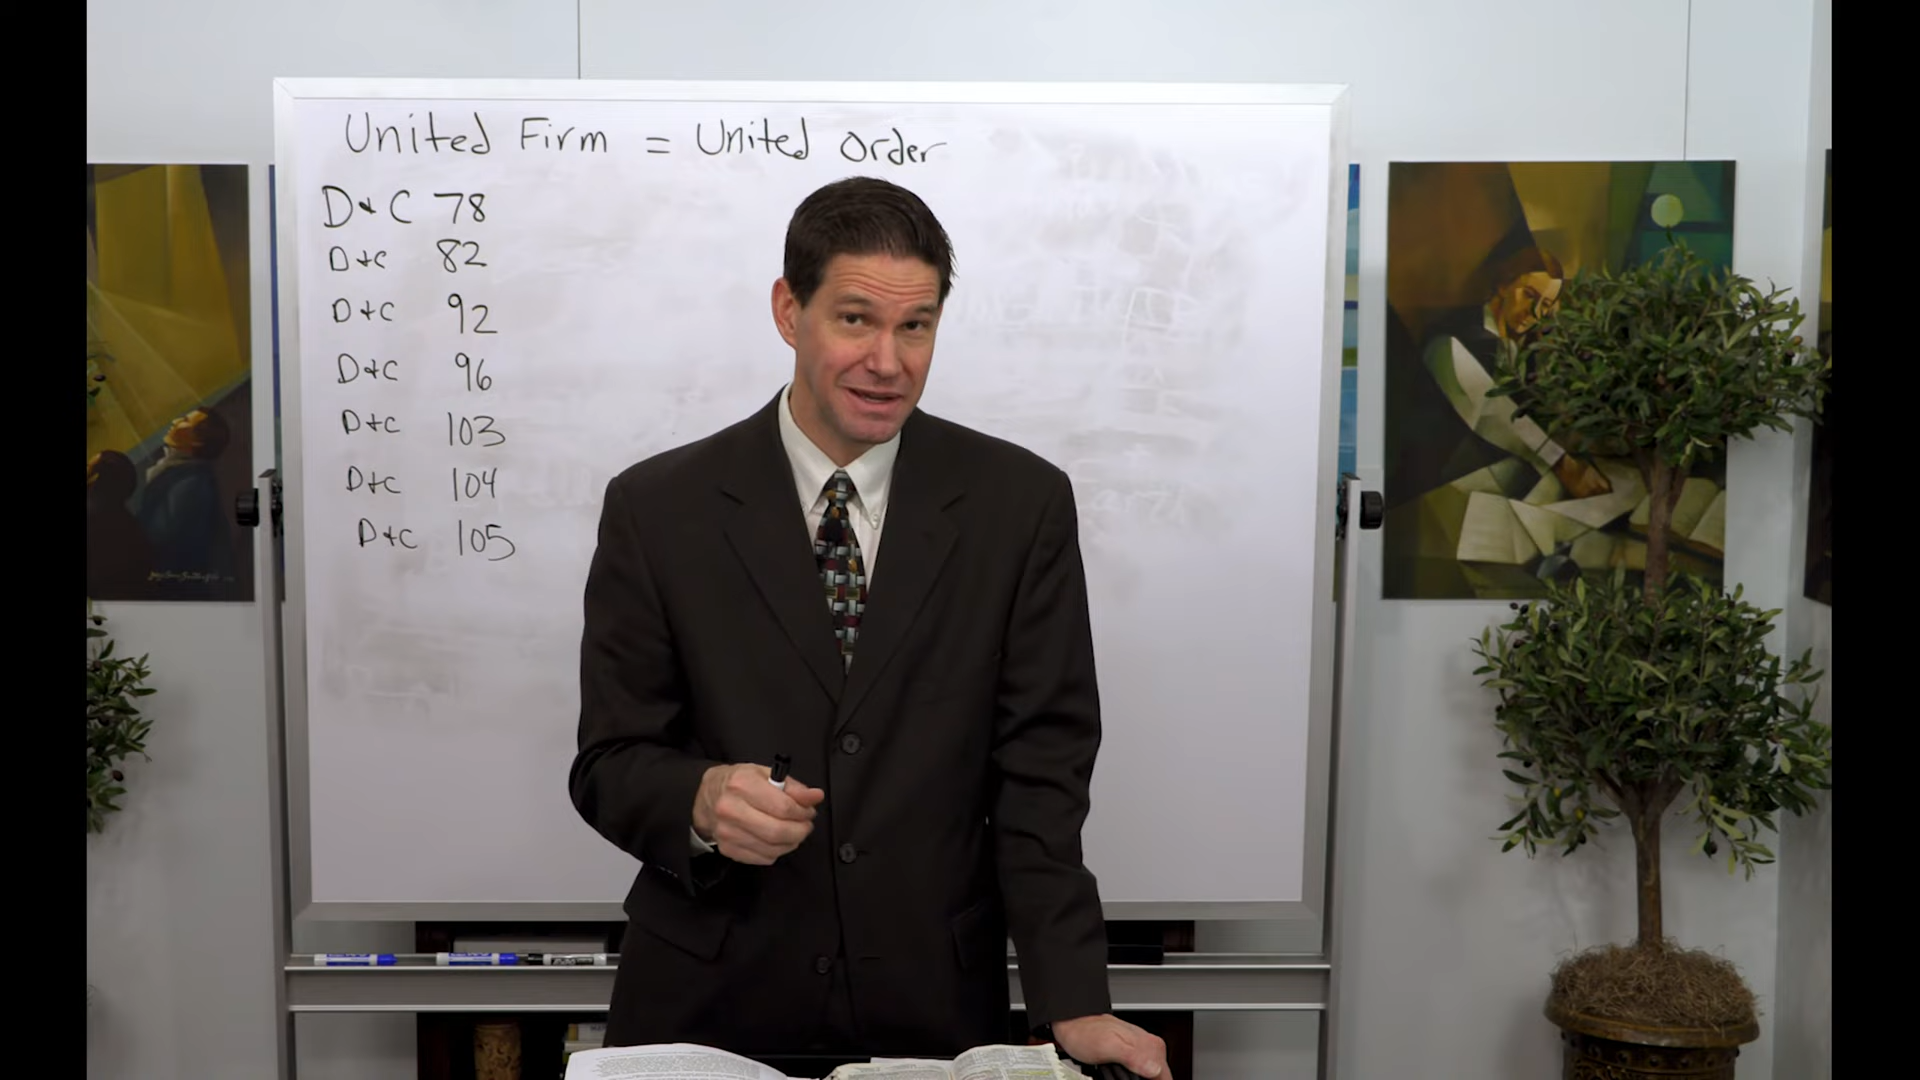 United Firm = United Order
D+C 78
D+C 82
D+C 92
D+C 96
D+C 103
D+C 104
D+C 105